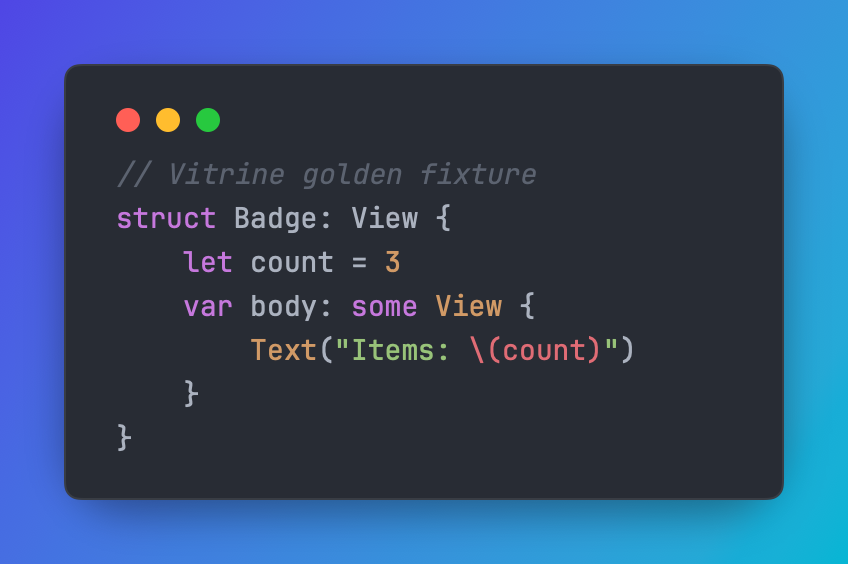 // Vitrine golden fixture
struct Badge: View {
    let count = 3
    var body: some View {
        Text("Items: \(count)")
    }
}